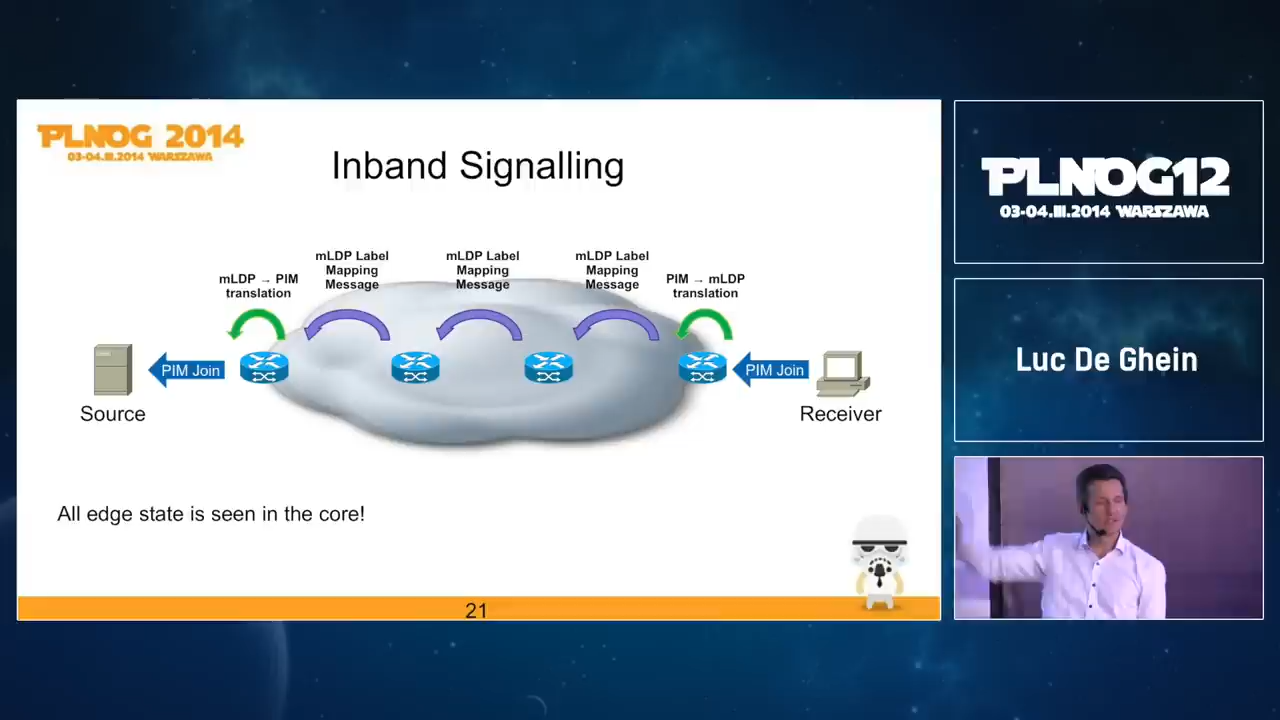 PLNOG 2014
03-04.III.2014 WARSZAWA
Inband Signalling
mLDP → PIM
translation
mLDP Label
Mapping
Message
mLDP Label
Mapping
Message
mLDP Label
Mapping
Message
PIM → mLDP
translation
PIM Join
PIM Join
Source
Receiver
All edge state is seen in the core!
21
PLNOG12
03-04.III.2014 WARSZAWA
Luc De Ghein